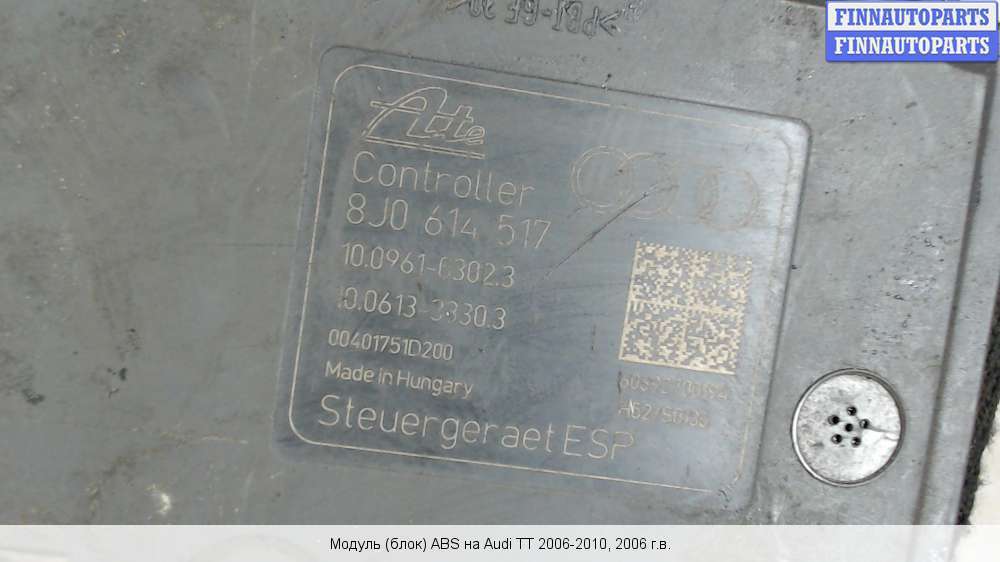 FINNAUTOPARTS
FINNAUTOPARTS
Ate
Controller
8J0 614 517
10.0961-0302.3
10.0613-3330.3
00401751D200
Made in Hungary
Steuergeraet ESP
Модуль (блок) ABS на Audi TT 2006-2010, 2006 г.в.